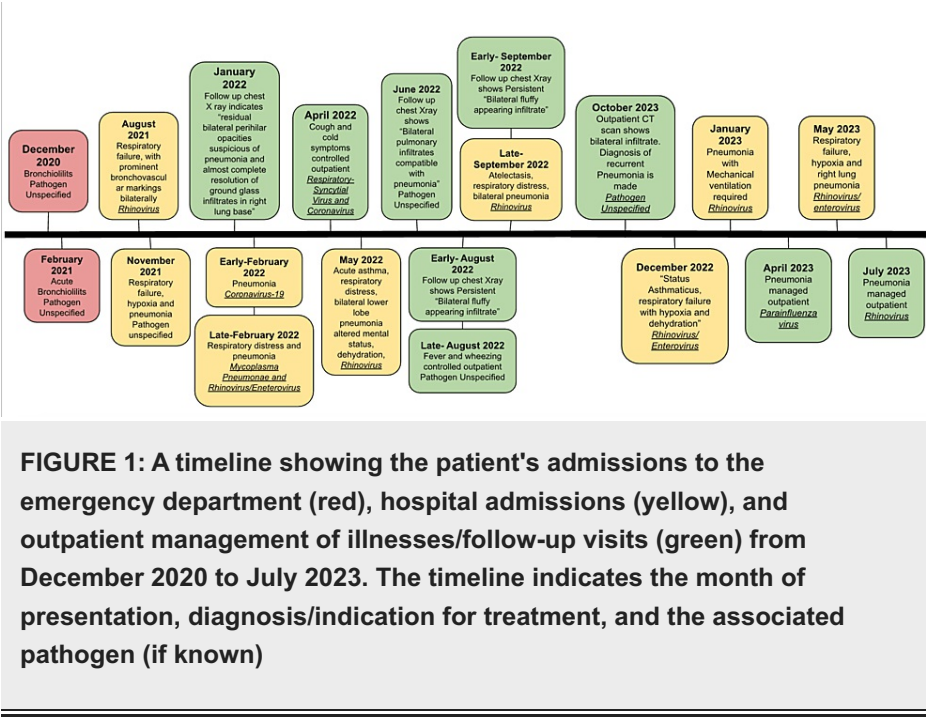 December
2020
Bronchiolilits
Pathogen
Unspecified
February
2021
Acute
Bronchiolilits
Pathogen
Unspecified
August
2021
Respiratory
failure, with
prominent
bronchovascul
ar markings
bilaterally
Rhinovirus
November
2021
Respiratory
failure,
hypoxia and
pneumonia
Pathogen
unspecified
January
2022
Follow up chest
X ray indicates
“residual
bilateral perihilar
opacities
suspicious of
pneumonia and
almost complete
resolution of
ground glass
infiltrates in right
lung base”
Early-February
2022
Pneumonia
Coronavirus-19
Late-February 2022
Respiratory distress and
pneumonia
Mycoplasma
Pneumonae and
Rhinovirus/Eneterovirus
April 2022
Cough and
cold
symptoms
controlled
outpatient
Respiratory-
Syncytial
Virus and
Coronavirus
May 2022
Acute asthma,
respiratory
distress,
bilateral lower
lobe
pneumonia
altered mental
status,
dehydration,
Rhinovirus
June 2022
Follow up
chest Xray
shows
“Bilateral
pulmonary
infiltrates
compatible
with
pneumonia”
Pathogen
Unspecified
Early- August
2022
Follow up chest Xray
shows Persistent
“Bilateral fluffy
appearing infiltrate”
Late- August 2022
Fever and wheezing
controlled outpatient
Pathogen Unspecified
Early- September
2022
Follow up chest Xray
shows Persistent
“Bilateral fluffy
appearing infiltrate”
Late-
September 2022
Atelectasis,
respiratory distress,
bilateral pneumonia
Rhinovirus
October 2023
Outpatient CT
scan shows
bilateral infiltrate.
Diagnosis of
recurrent
Pneumonia is
made
Pathogen
Unspecified
December 2022
“Status
Asthmaticus,
respiratory failure
with hypoxia and
dehydration”
Rhinovirus/
Enterovirus
January
2023
Pneumonia
with
Mechanical
ventilation
required
Rhinovirus
April 2023
Pneumonia
managed
outpatient
Parainfluenza
virus
May 2023
Respiratory
failure,
hypoxia and
right lung
pneumonia
Rhinovirus/
enterovirus
July 2023
Pneumonia
managed
outpatient
Rhinovirus
FIGURE 1: A timeline showing the patient's admissions to the
emergency department (red), hospital admissions (yellow), and
outpatient management of illnesses/follow-up visits (green) from
December 2020 to July 2023. The timeline indicates the month of
presentation, diagnosis/indication for treatment, and the associated
pathogen (if known)